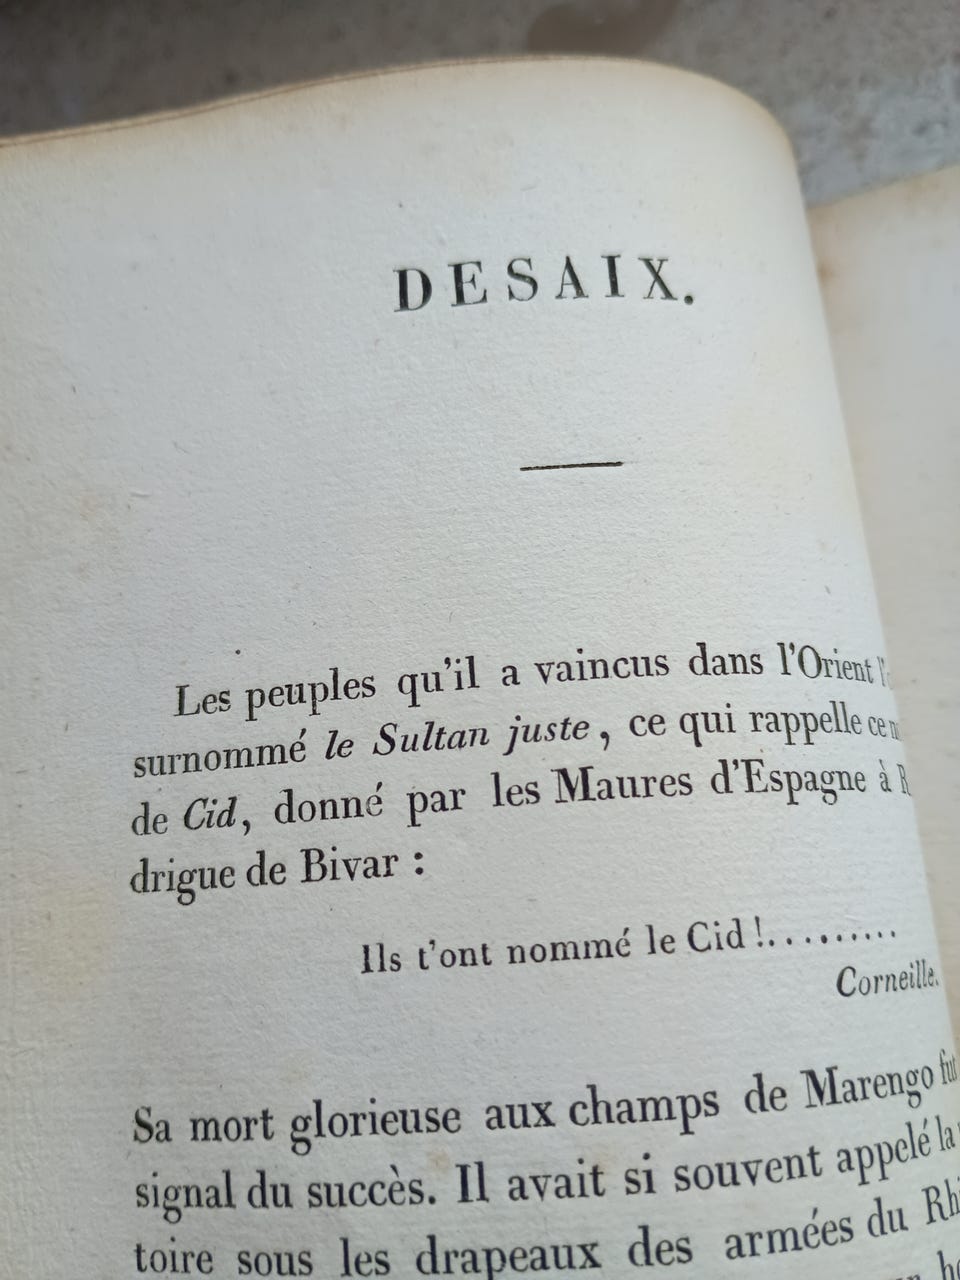 DESAIX.
Les peuples qu'il a vaincus dans l'Orient
surnommé le Sultan juste, ce qui rappelle ce
de Cid, donné par les Maures d'Espagne à
drigue de Bivar :
Ils t'ont nommé le Cid !.........
Corneille.
Sa mort glorieuse aux champs de Marengo fut
signal du succès. Il avait si souvent appelé la
toire sous les drapeaux des armées du